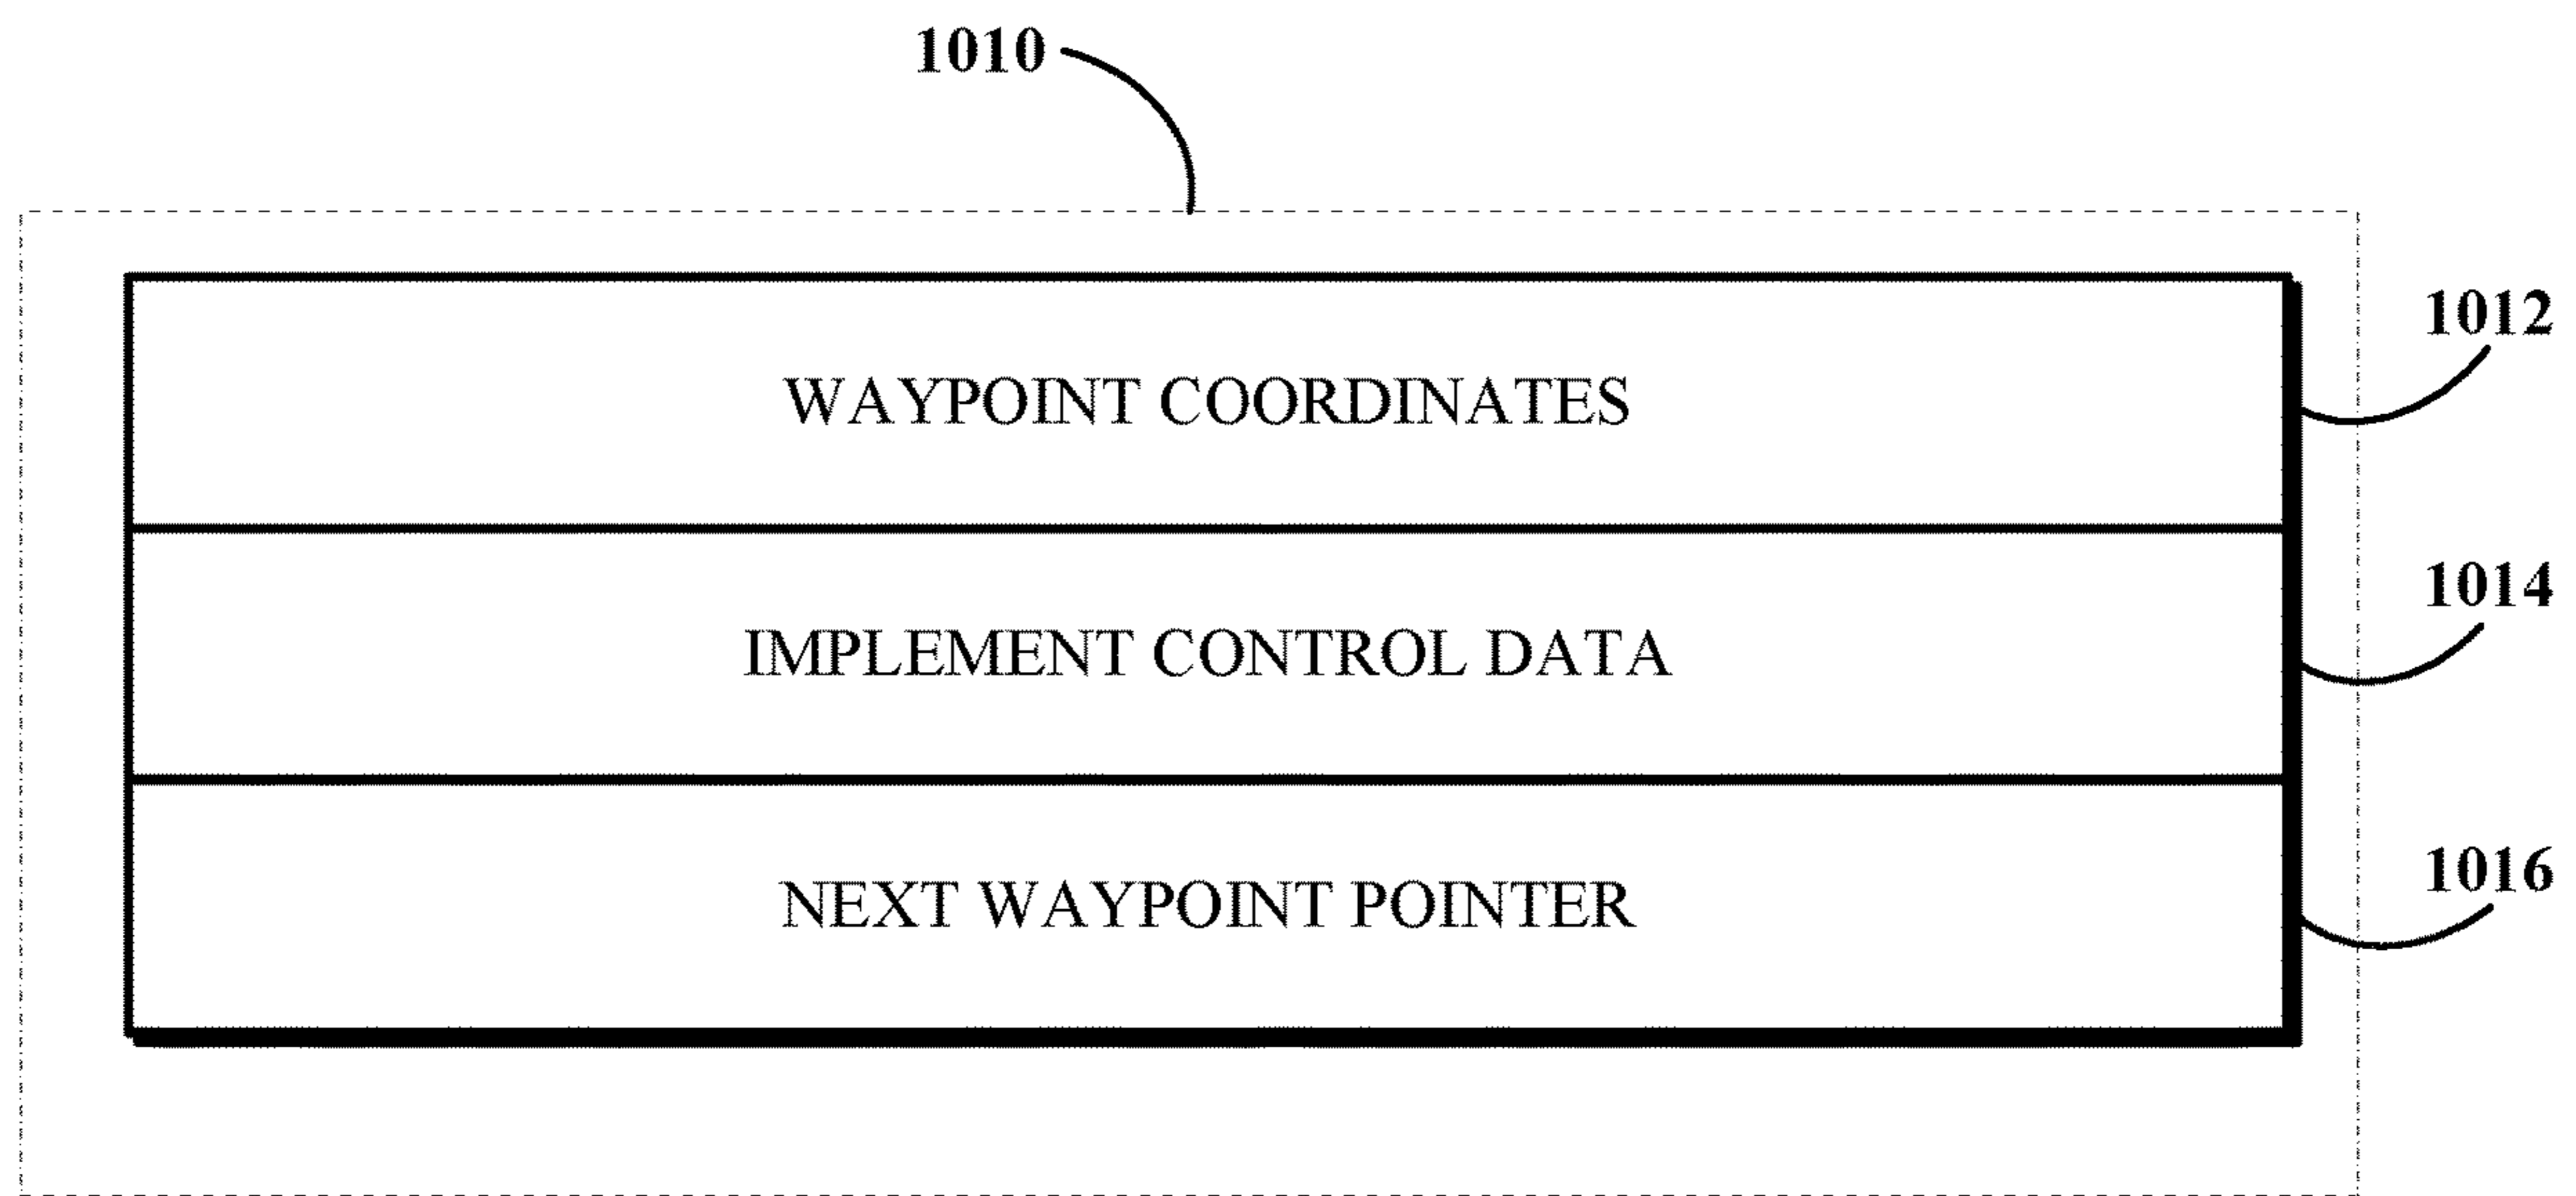 1010
1012
WAYPOINT COORDINATES
1014
IMPLEMENT CONTROL DATA
1016
NEXT WAYPOINT POINTER